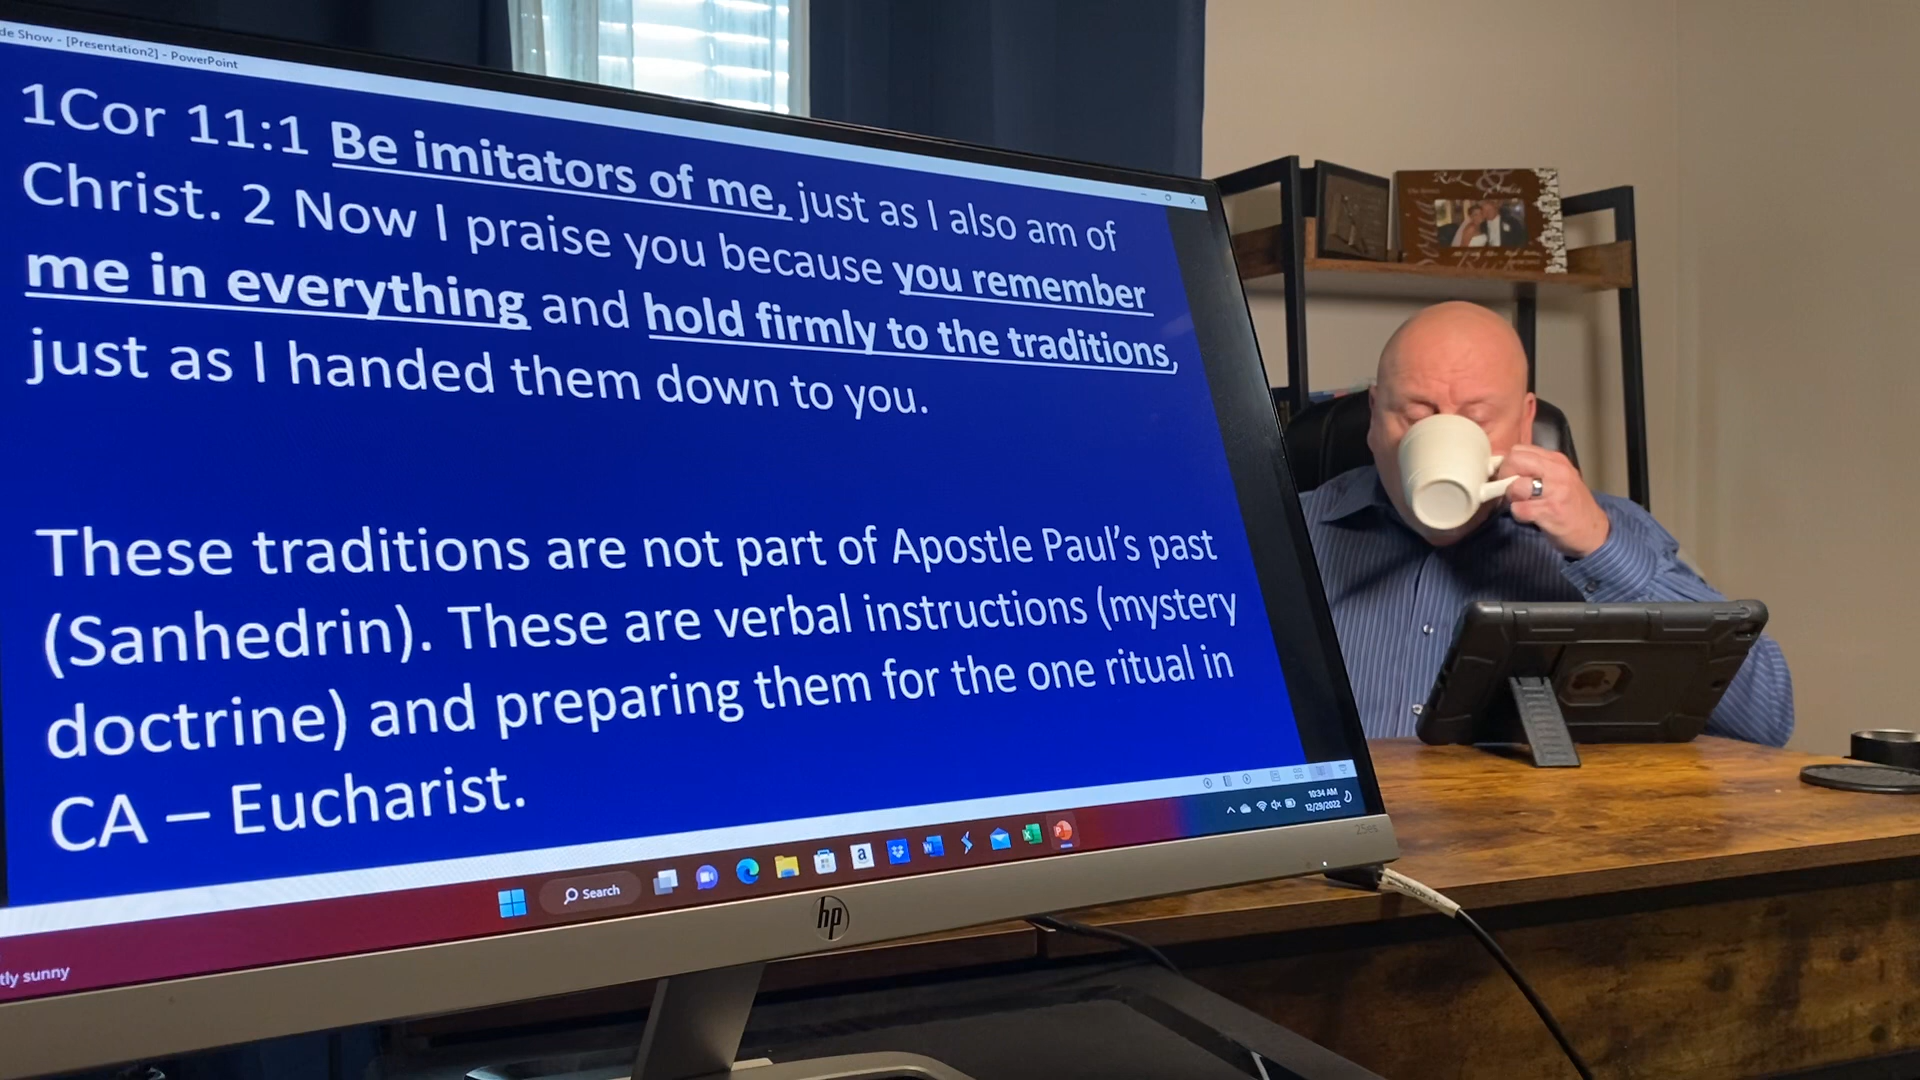 de Show - [Presentation2] - PowerPoint
1Cor 11:1 Be imitators of me, just as I also am of
Christ. 2 Now I praise you because you remember
me in everything and hold firmly to the traditions,
just as I handed them down to you.
These traditions are not part of Apostle Paul's past
(Sanhedrin). These are verbal instructions (mystery
doctrine) and preparing them for the one ritual in
CA – Eucharist.
10:34 AM
12/29/2022
Search
tly sunny
hp
25es